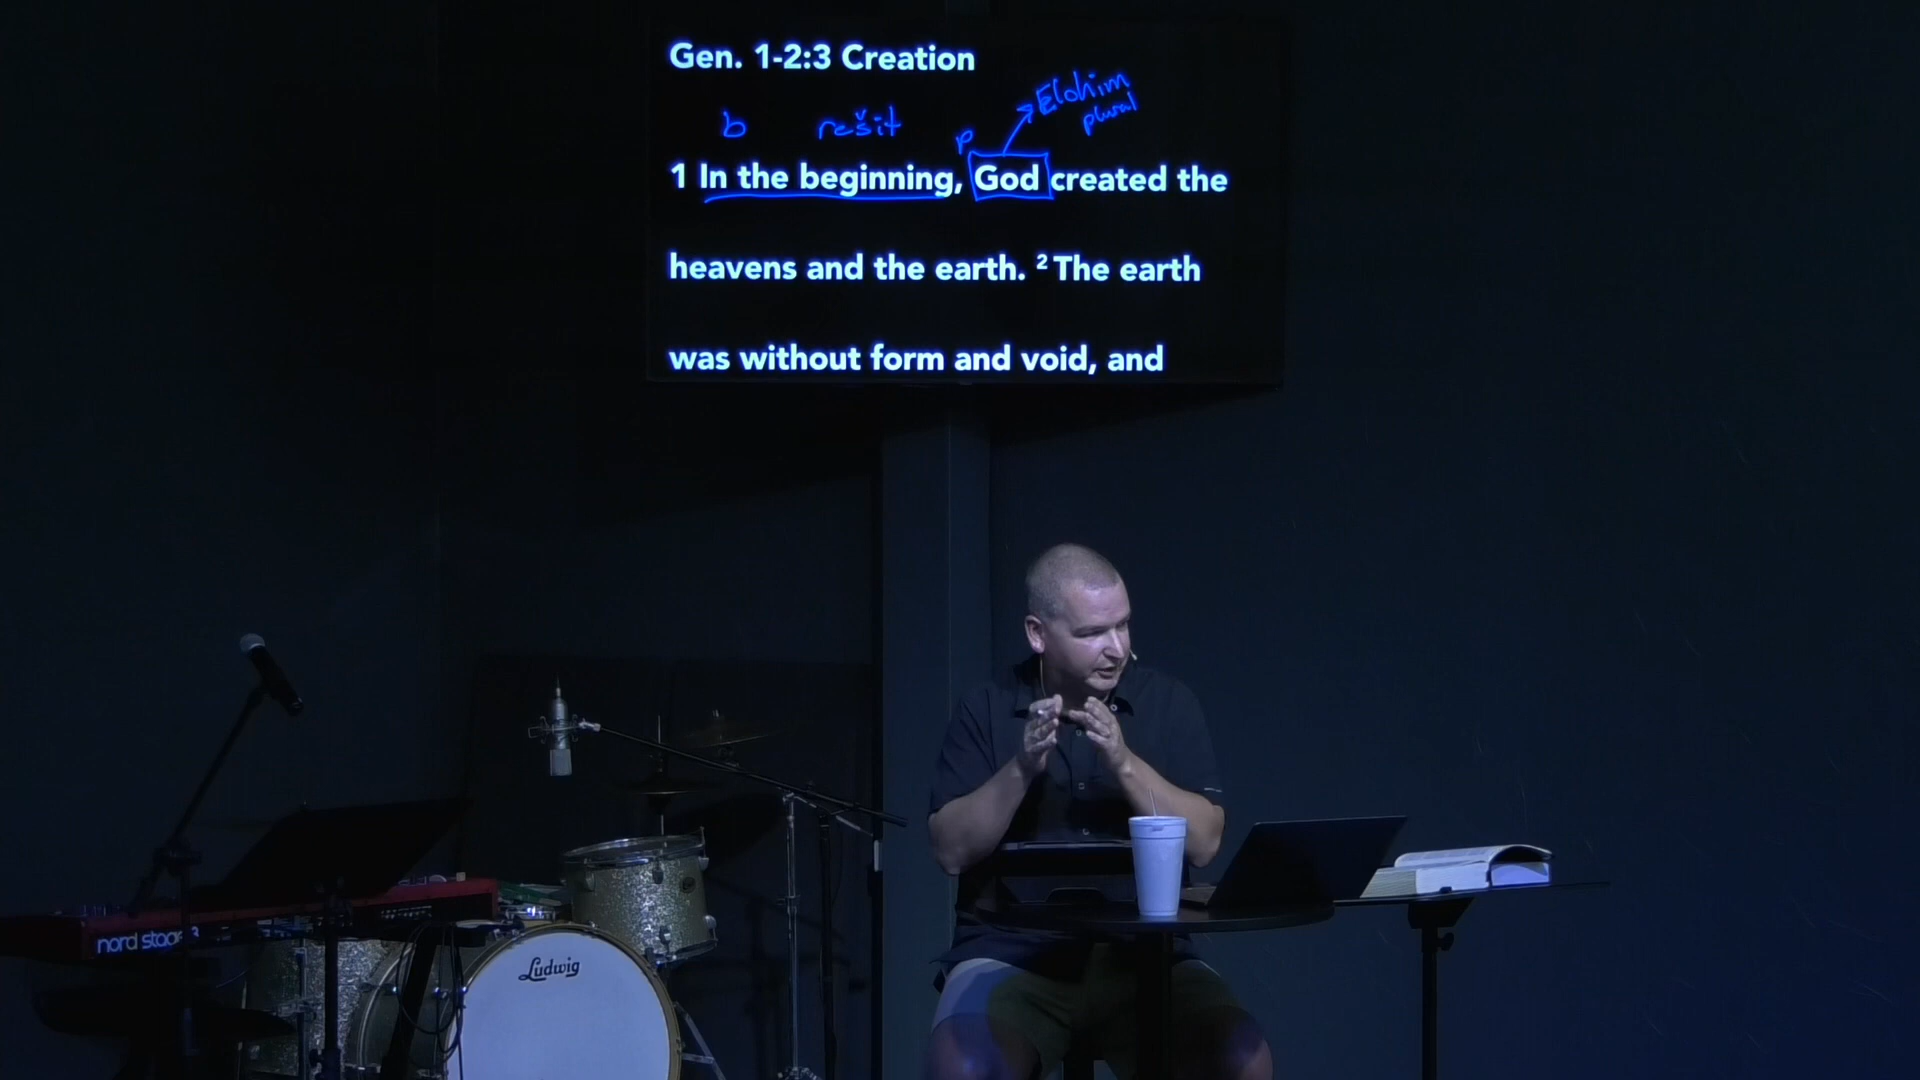 Gen. 1-2:3 Creation
Elohim
plural
b rešit p
1 In the beginning, God created the
heavens and the earth. ² The earth
was without form and void, and
nord stage 3
Ludwig